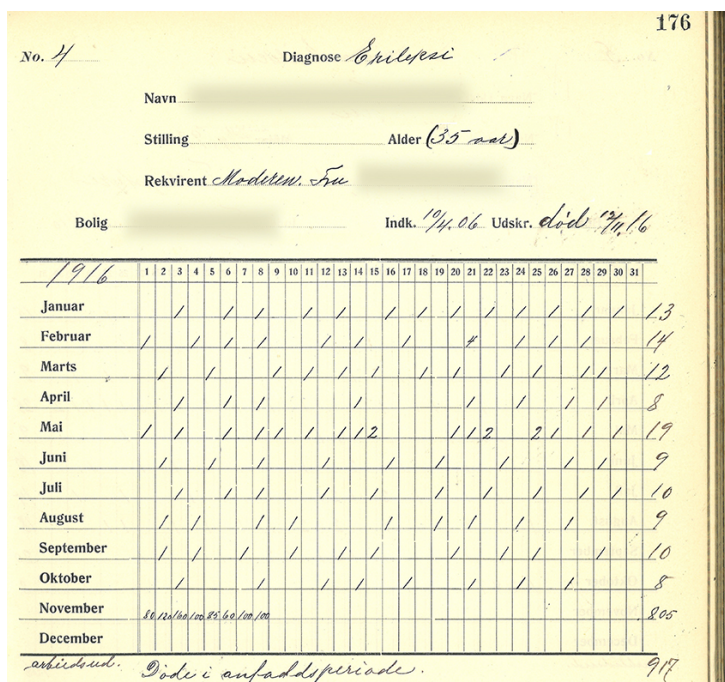 176
No. 4 Diagnose Epilepsi
Navn
Stilling Alder (35 aar)
Rekvirent Moderen. Fru
Bolig Indk. 10/4. 06 Udskr. død 12/11. 16
1916 1 2 3 4 5 6 7 8 9 10 11 12 13 14 15 16 17 18 19 20 21 22 23 24 25 26 27 28 29 30 31
Januar / / / / / / / / / / / / / 13
Februar / / / / / / / 4 / / / 14
Marts / / / / / / / / / / / / 12
April / / / / / / / / 8
Mai / / / / / / / / 2 / / 2 2 / / / 19
Juni / / / / / / / / / 9
Juli / / / / / / / / / / 10
August / / / / / / / / / 9
September / / / / / / / / / / 10
Oktober / / / / / / / / 8
November 80 120 160 100 85 60 100 100 805
December
Døde i anfaldsperiode. 917